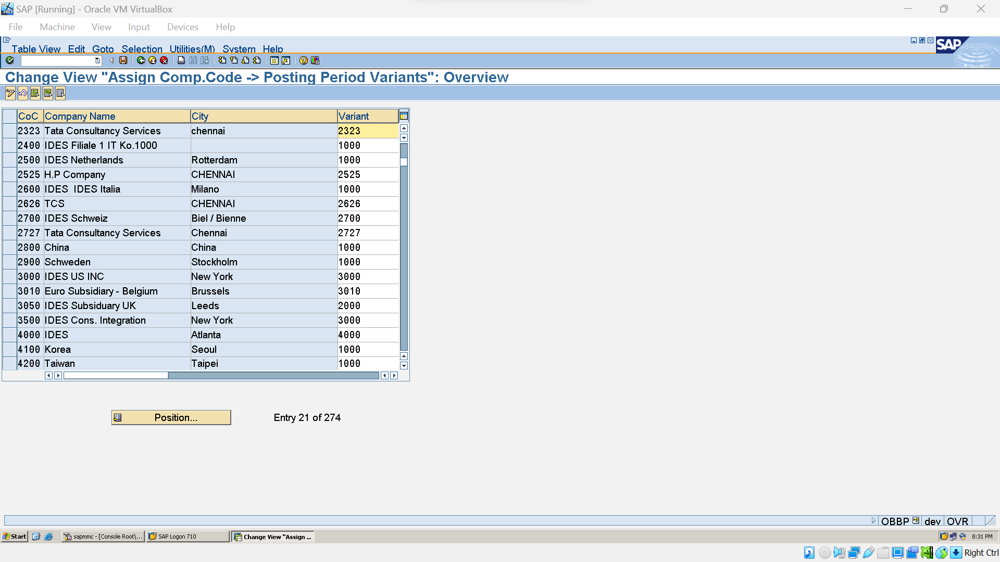 SAP [Running] - Oracle VM VirtualBox
File Machine View Input Devices Help
Table View Edit Goto Selection Utilities(M) System Help
SAP
Change View "Assign Comp.Code -> Posting Period Variants": Overview
CoC... Company Name City Variant
2323 Tata Consultancy Services chennai 2323
2400 IDES Filiale 1 IT Ko.1000 1000
2500 IDES Netherlands Rotterdam 1000
2525 H.P Company CHENNAI 2525
2600 IDES IDES Italia Milano 1000
2626 TCS CHENNAI 2626
2700 IDES Schweiz Biel / Bienne 2700
2727 Tata Consultancy Services Chennai 2727
2800 China China 1000
2900 Schweden Stockholm 1000
3000 IDES US INC New York 3000
3010 Euro Subsidiary - Belgium Brussels 3010
3050 IDES Subsiduary UK Leeds 2000
3500 IDES Cons. Integration New York 3000
4000 IDES Atlanta 4000
4100 Korea Seoul 1000
4200 Taiwan Taipei 1000
Position... Entry 21 of 274
OBBP dev OVR
Start sapmmc - [Console Root\... SAP Logon 710 Change View "Assign ... 8:31 PM
Right Ctrl